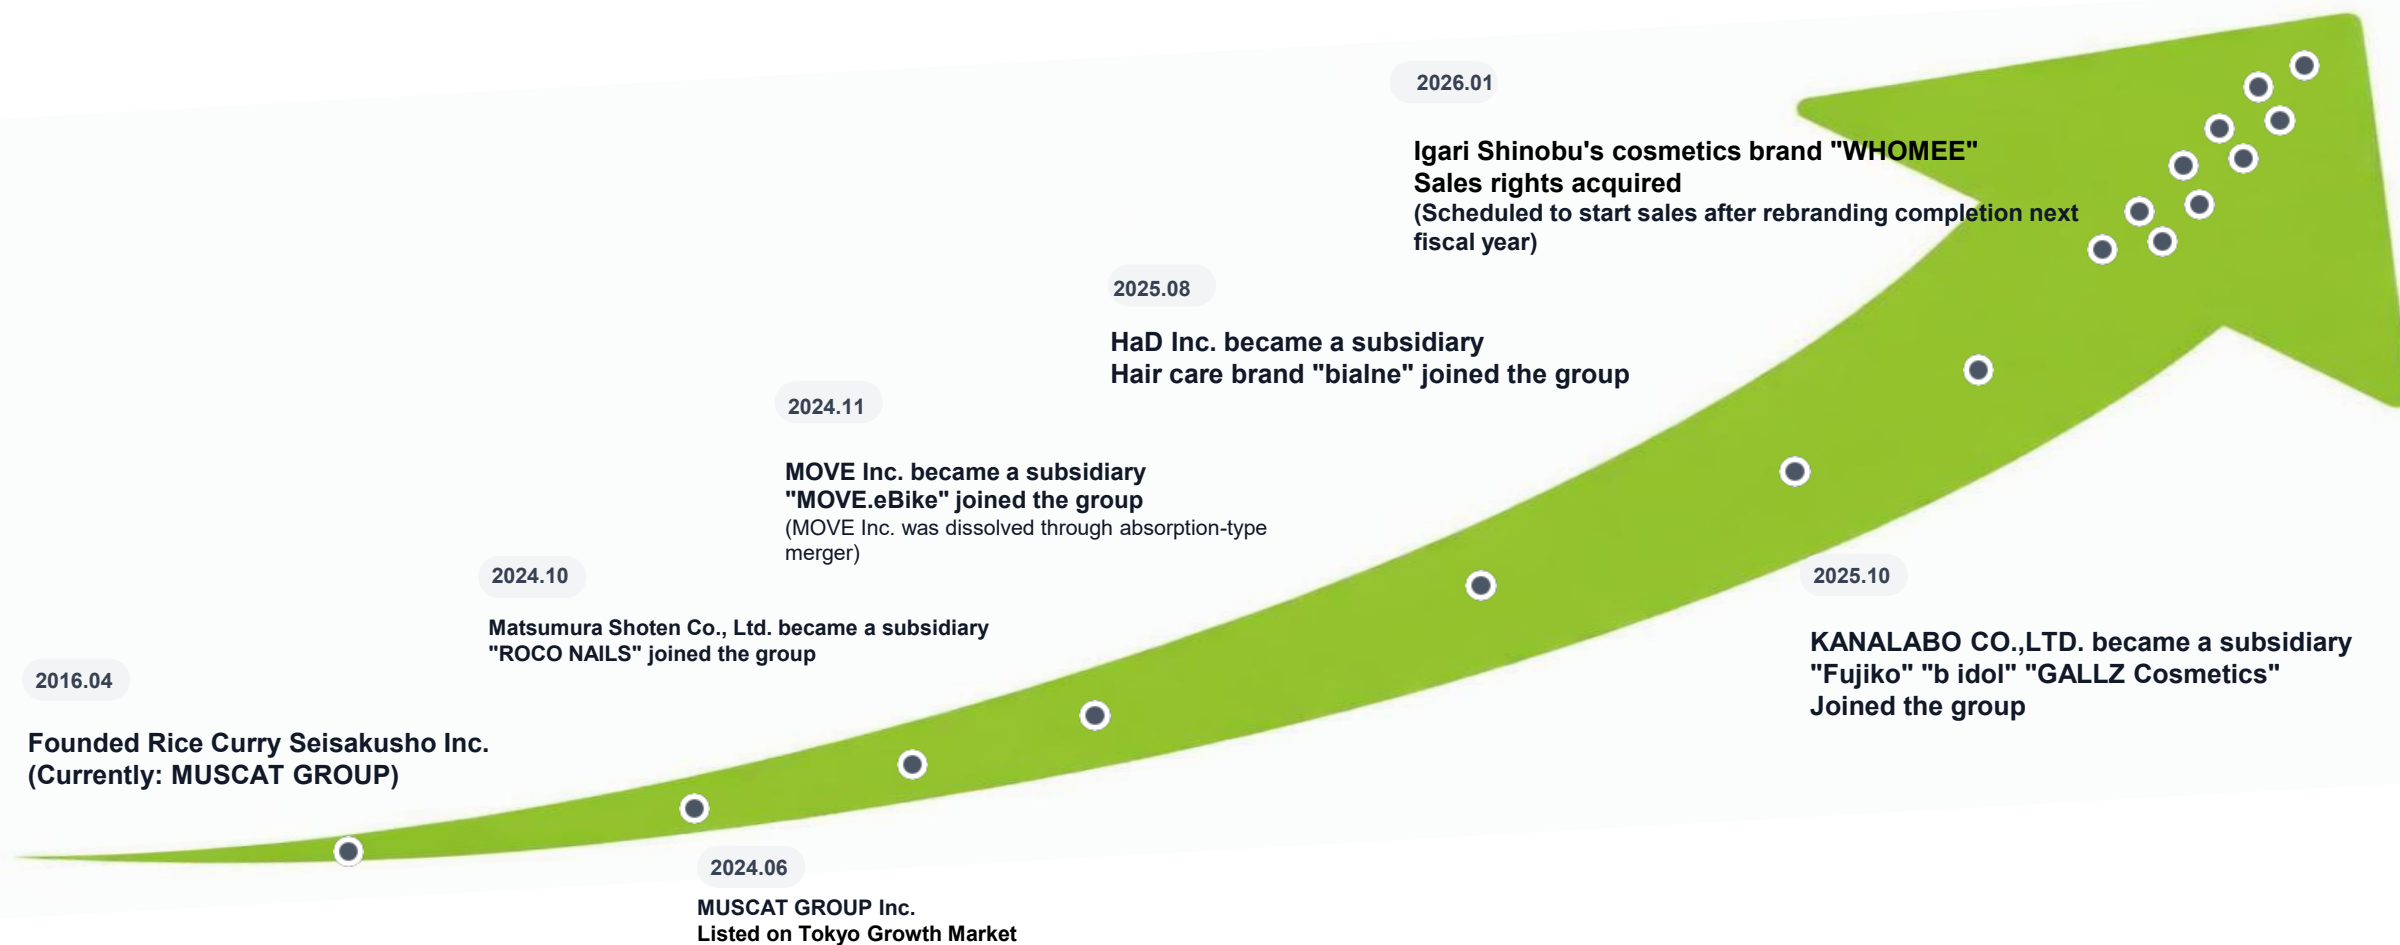 2016.04
Founded Rice Curry Seisakusho Inc.
(Currently: MUSCAT GROUP)
2024.06
MUSCAT GROUP Inc.
Listed on Tokyo Growth Market
2024.10
Matsumura Shoten Co., Ltd. became a subsidiary
"ROCO NAILS" joined the group
2024.11
MOVE Inc. became a subsidiary
"MOVE.eBike" joined the group
(MOVE Inc. was dissolved through absorption-type
merger)
2025.08
HaD Inc. became a subsidiary
Hair care brand "bialne" joined the group
2025.10
KANALABO CO.,LTD. became a subsidiary
"Fujiko" "b idol" "GALLZ Cosmetics"
Joined the group
2026.01
Igari Shinobu's cosmetics brand "WHOMEE"
Sales rights acquired
(Scheduled to start sales after rebranding completion next
fiscal year)